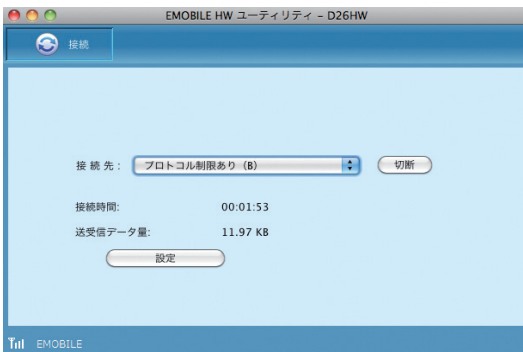 EMOBILE HW ユーティリティ – D26HW
接続
接続先: プロトコル制限あり (B) 切断
接続時間: 00:01:53
送受信データ量: 11.97 KB
設定
EMOBILE